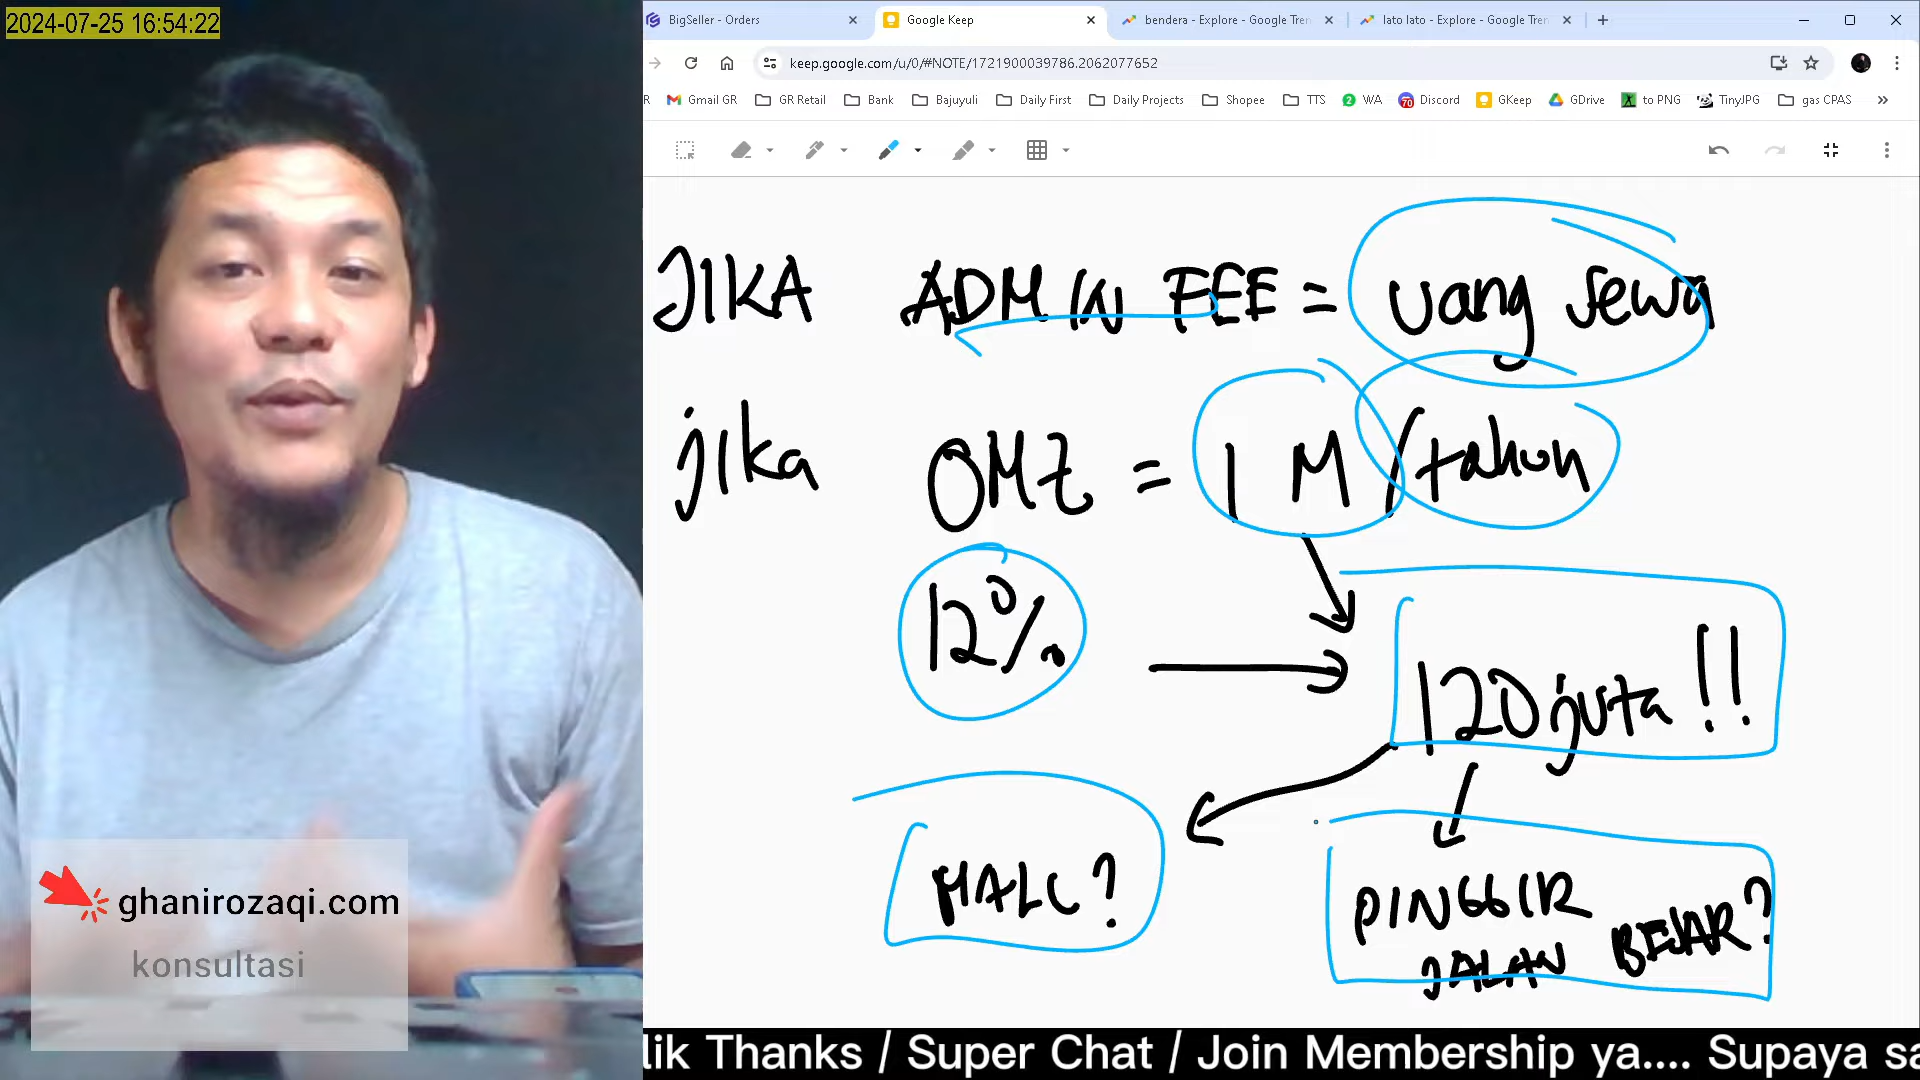 2024-07-25 16:54:22
BigSeller - Orders
Google Keep
bendera - Explore - Google Tren
lato lato - Explore - Google Tren
keep.google.com/u/0/#NOTE/1721900039786.2062077652
R
Gmail GR
GR Retail
Bank
Bajuyuli
Daily First
Daily Projects
Shopee
TTS
WA
Discord
GKeep
GDrive
to PNG
TinyJPG
gas CPAS
JIKA ADMIN FEE = uang sewa
jika OMZ = 1 M / tahun
12%
120 juta !!
MALL?
PINGGIR
JALAN BESAR?
ghanirozaqi.com
konsultasi
lik Thanks / Super Chat / Join Membership ya.... Supaya sa